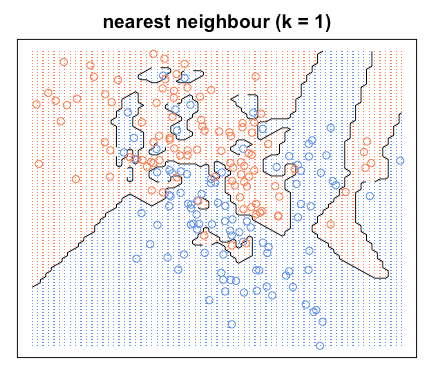 nearest neighbour (k = 1)